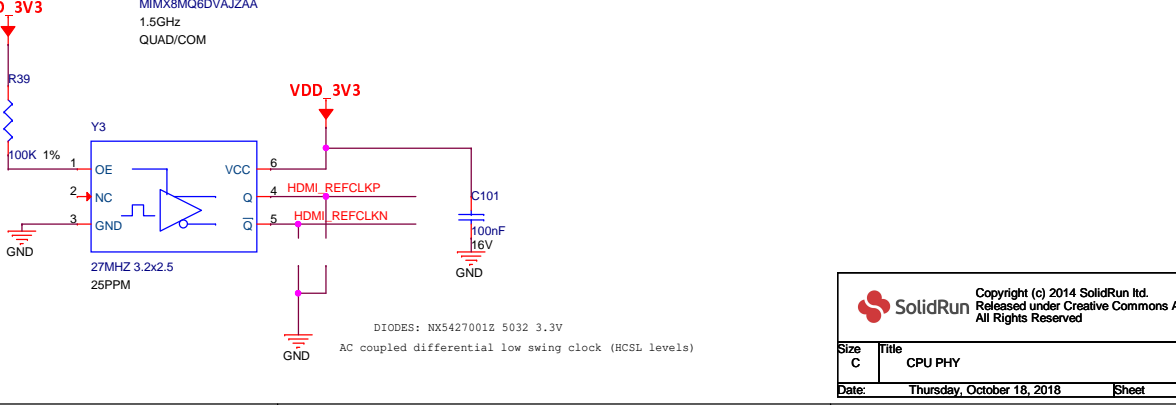 D_3V3
MIMX8MQ6DVAJZAA
1.5GHz
QUAD/COM
R39
VDD_3V3
Y3
100K 1%
1
OE
VCC
6
2
NC
Q
4
HDMI_REFCLKP
C101
3
GND
Q
5
HDMI_REFCLKN
100nF
16V
GND
GND
27MHZ 3.2x2.5
25PPM
GND
DIODES: NX5427001Z 5032 3.3V
AC coupled differential low swing clock (HCSL levels)
SolidRun
Copyright (c) 2014 SolidRun ltd.
Released under Creative Commons A
All Rights Reserved
Size
Title
C
CPU PHY
Date:
Thursday, October 18, 2018
Sheet